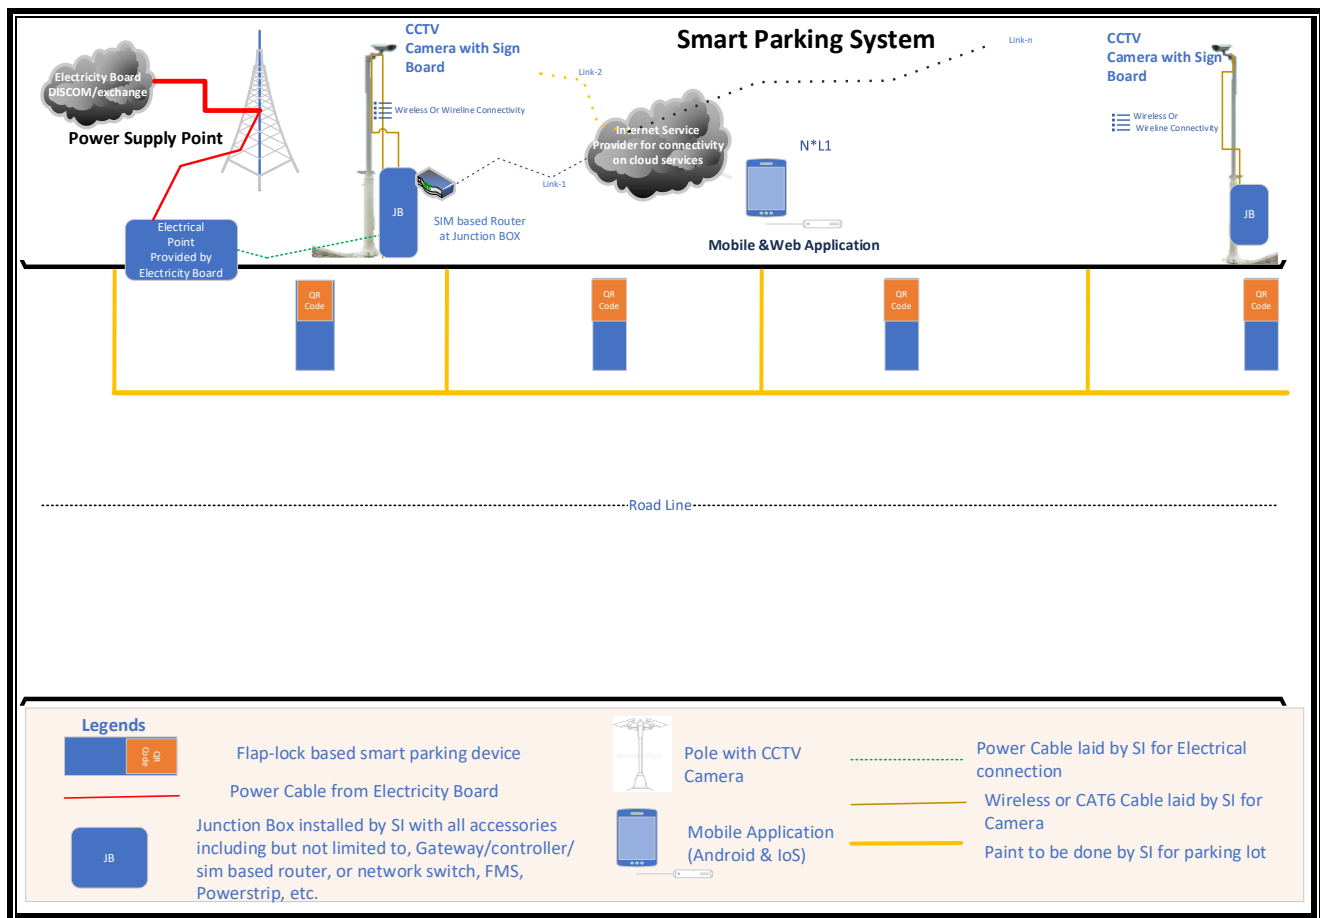 Smart Parking System
CCTV
Camera with Sign
Board
Link-n
CCTV
Camera with Sign
Board
Electricity Board
DISCOM/exchange
Link-2
Wireless Or Wireline Connectivity
Power Supply Point
Internet Service
Provider for connectivity
on cloud services
N*L1
Wireless Or
Wireline Connectivity
Link-1
JB
SIM based Router
at Junction BOX
JB
Electrical
Point
Provided by
Electricity Board
Mobile &Web Application
QR
Code
QR
Code
QR
Code
QR
Code
Road Line
Legends
QR
Code
Flap-lock based smart parking device
Power Cable from Electricity Board
JB
Junction Box installed by SI with all accessories
including but not limited to, Gateway/controller/
sim based router, or network switch, FMS,
Powerstrip, etc.
Pole with CCTV
Camera
Mobile Application
(Android & IoS)
Power Cable laid by SI for Electrical
connection
Wireless or CAT6 Cable laid by SI for
Camera
Paint to be done by SI for parking lot